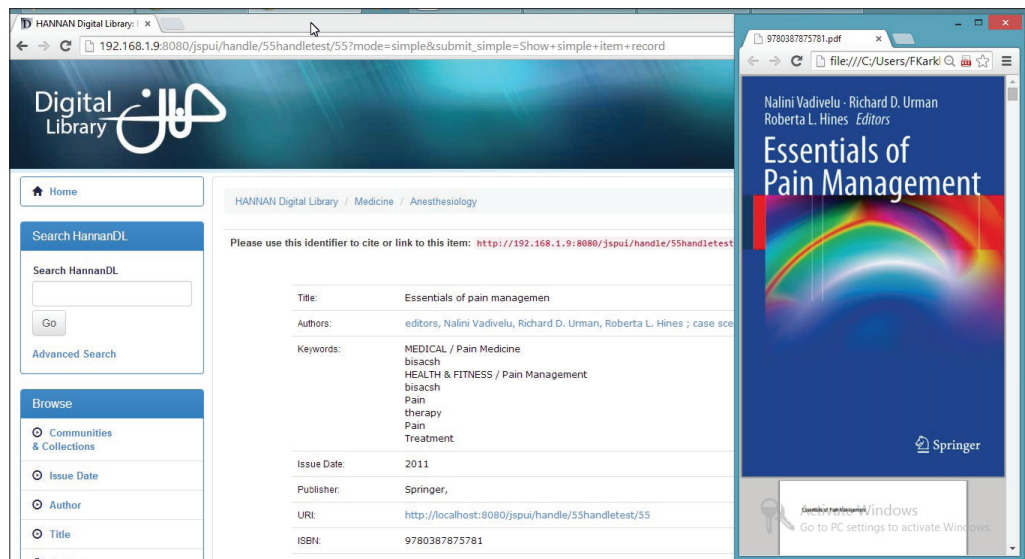 HANNAN Digital Library: 
192.168.1.9:8080/jspui/handle/55handletest/55?mode=simple&submit_simple=Show+simple+item+record
Digital
Library
حنان
Home
Search HannanDL
Search HannanDL
Go
Advanced Search
Browse
Communities
& Collections
Issue Date
Author
Title
HANNAN Digital Library / Medicine / Anesthesiology
Please use this identifier to cite or link to this item: http://192.168.1.9:8080/jspui/handle/55handletest
Title: Essentials of pain managemen
Authors: editors, Nalini Vadivelu, Richard D. Urman, Roberta L. Hines ; case sce
Keywords: MEDICAL / Pain Medicine
bisacsh
HEALTH & FITNESS / Pain Management
bisacsh
Pain
therapy
Pain
Treatment
Issue Date: 2011
Publisher: Springer,
URI: http://localhost:8080/jspui/handle/55handletest/55
ISBN: 9780387875781
9780387875781.pdf
file:///C:/Users/FKark
Nalini Vadivelu · Richard D. Urman
Roberta L. Hines Editors
Essentials of
Pain Management
Springer
Essentials of Pain Management
Activate Windows
Go to PC settings to activate Windows.